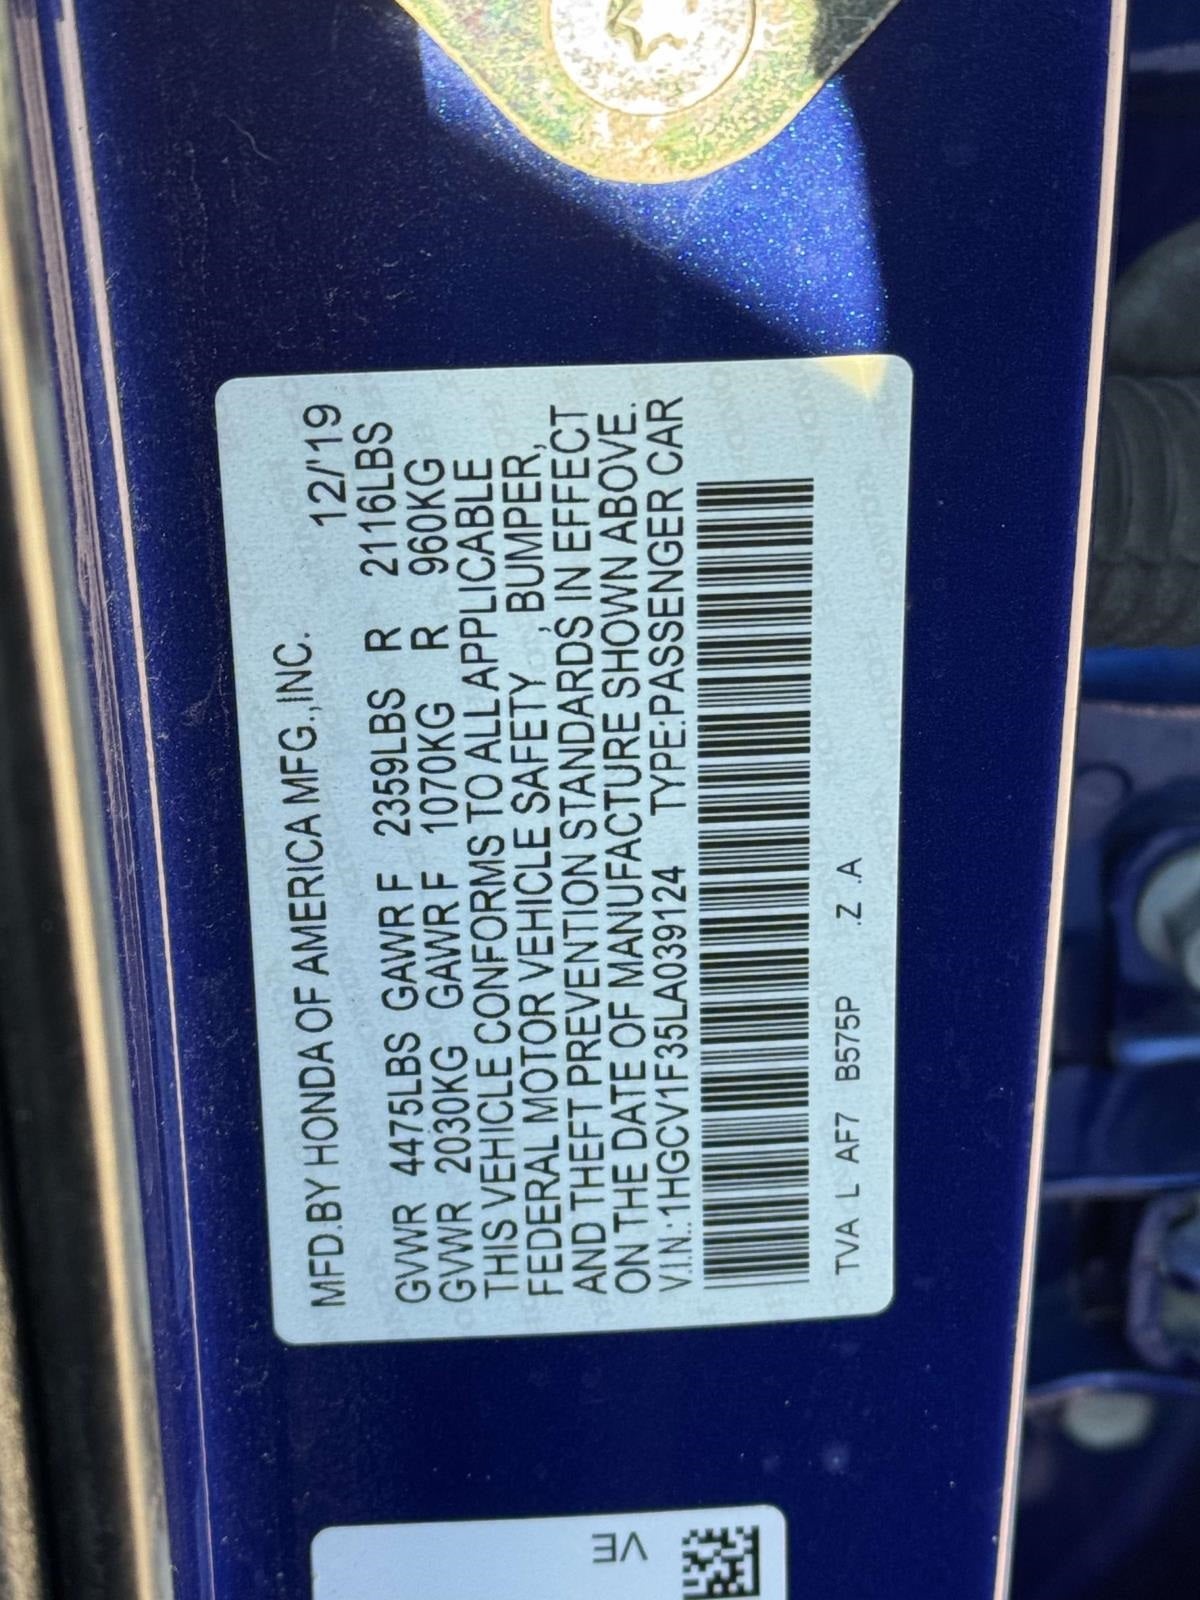 MFD.BY HONDA OF AMERICA MFG.,INC.
12/'19
GVWR 4475LBS GAWR F 2359LBS R 2116LBS
GVWR 2030KG GAWR F 1070KG R 960KG
THIS VEHICLE CONFORMS TO ALL APPLICABLE
FEDERAL MOTOR VEHICLE SAFETY , BUMPER,
AND THEFT PREVENTION STANDARDS IN EFFECT
ON THE DATE OF MANUFACTURE SHOWN ABOVE.
V.I.N.:1HGCV1F35LA039124 TYPE:PASSENGER CAR
TVA L AF7 B575P .Z .A
VE